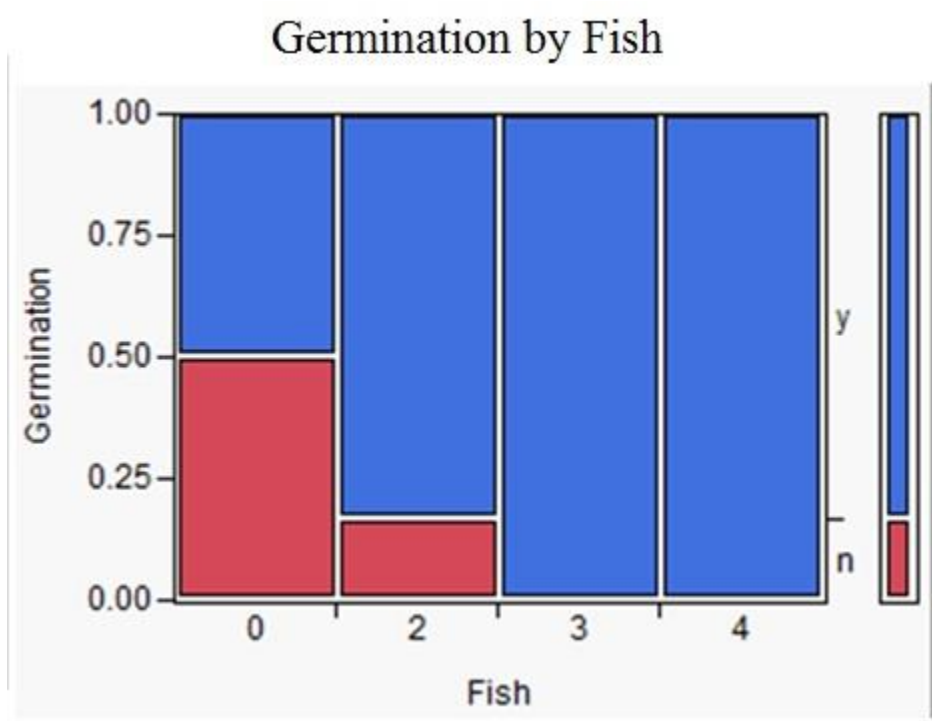 Germination by Fish
1.00
0.75
0.50
0.25
0.00
Germination
y
n
0 2 3 4
Fish